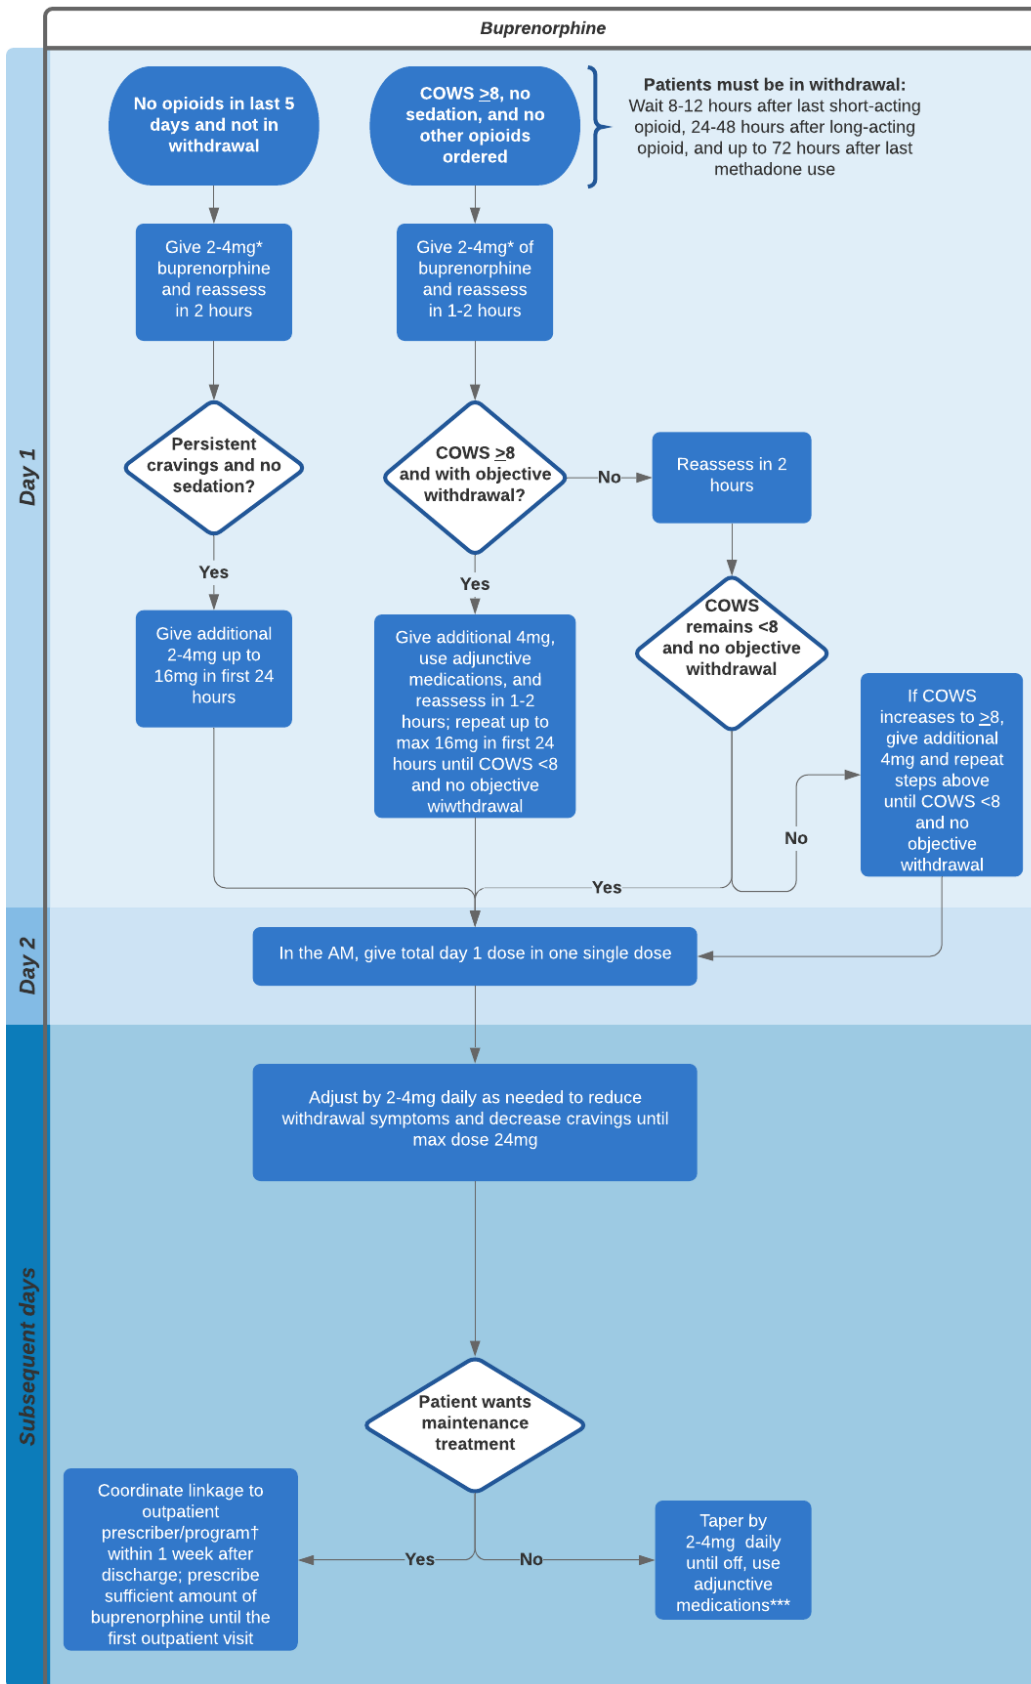 Buprenorphine
Day 1
No opioids in last 5
days and not in
withdrawal
COWS ≥8, no
sedation, and no
other opioids
ordered
Patients must be in withdrawal:
Wait 8-12 hours after last short-acting
opioid, 24-48 hours after long-acting
opioid, and up to 72 hours after last
methadone use
Give 2-4mg*
buprenorphine
and reassess
in 2 hours
Give 2-4mg* of
buprenorphine
and reassess
in 1-2 hours
Persistent
cravings and no
sedation?
COWS ≥8
and with objective
withdrawal?
No
Reassess in 2
hours
Yes
Yes
COWS
remains <8
and no objective
withdrawal
Give additional
2-4mg up to
16mg in first 24
hours
Give additional 4mg,
use adjunctive
medications, and
reassess in 1-2
hours; repeat up to
max 16mg in first 24
hours until COWS <8
and no objective
wiwthdrawal
If COWS
increases to ≥8,
give additional
4mg and repeat
steps above
until COWS <8
and no
objective
withdrawal
No
Yes
Day 2
In the AM, give total day 1 dose in one single dose
Subsequent days
Adjust by 2-4mg daily as needed to reduce
withdrawal symptoms and decrease cravings until
max dose 24mg
Patient wants
maintenance
treatment
Yes
No
Coordinate linkage to
outpatient
prescriber/program†
within 1 week after
discharge; prescribe
sufficient amount of
buprenorphine until the
first outpatient visit
Taper by
2-4mg daily
until off, use
adjunctive
medications***